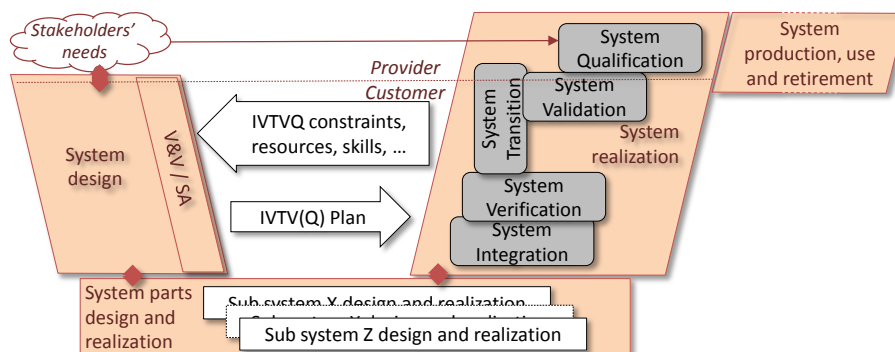 Stakeholders'
needs
Provider
Customer
System
Qualification
System
production, use
and retirement
System
Validation
System
Transition
System
realization
System
Verification
System
Integration
System
design
V&V / SA
IVTVQ constraints,
resources, skills, ...
IVTV(Q) Plan
System parts
design and
realization
Sub system X design and realization
Sub system Z design and realization